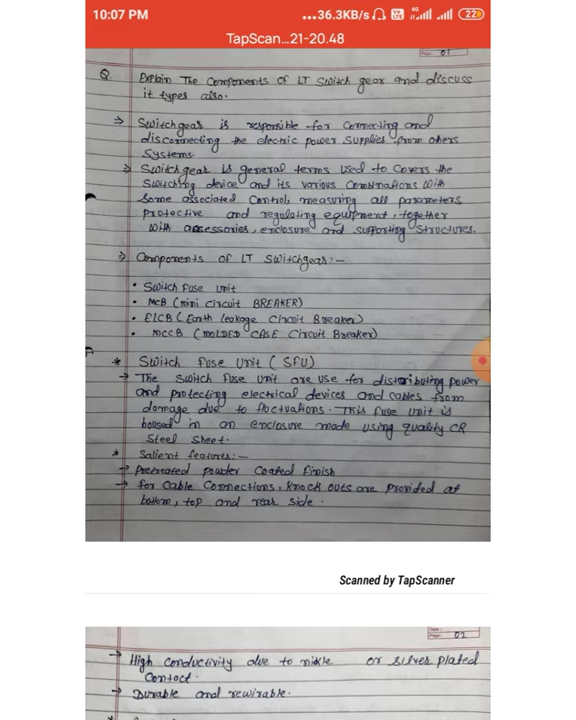 10:07 PM ...36.3KB/s 4G 22
TapScan...21-20.48
Page: 01
Q. Explain The Components of LT Switch gear and discuss
it types also.
→ Switchgear is responsible for Connecting and
disconnecting the electric power supplies from others
Systems.
→ Switch gear is general terms used to Covers the
Switching device and its various Combinations With
Some associated Control, measuring all parameters
protective and regulating equipment, together
With accessories, enclosure and supporting structures.
→ Components of LT Switchgear:-
• Switch fuse unit
• MCB (mini circuit BREAKER)
• ELCB (Earth leakage Circuit Breaker)
• MCCB (MOLDED CASE Circuit Breaker)
* Switch Fuse Unit (SFU)
→ The Switch Fuse Unit are use for distributing power
and protecting electrical devices and cables from
damage due to fluctuations. This fuse unit is
housed in an enclosure made using quality CR
Steel Sheet.
* Salient features:-
→ Pretreated powder Coated finish
→ for Cable Connections, Knock outs are provided at
bottom, top and rear side.
Scanned by TapScanner
Date:
Page: 02
→ High conductivity due to nickle or silver plated
Contact.
→ Durable and rewirable.